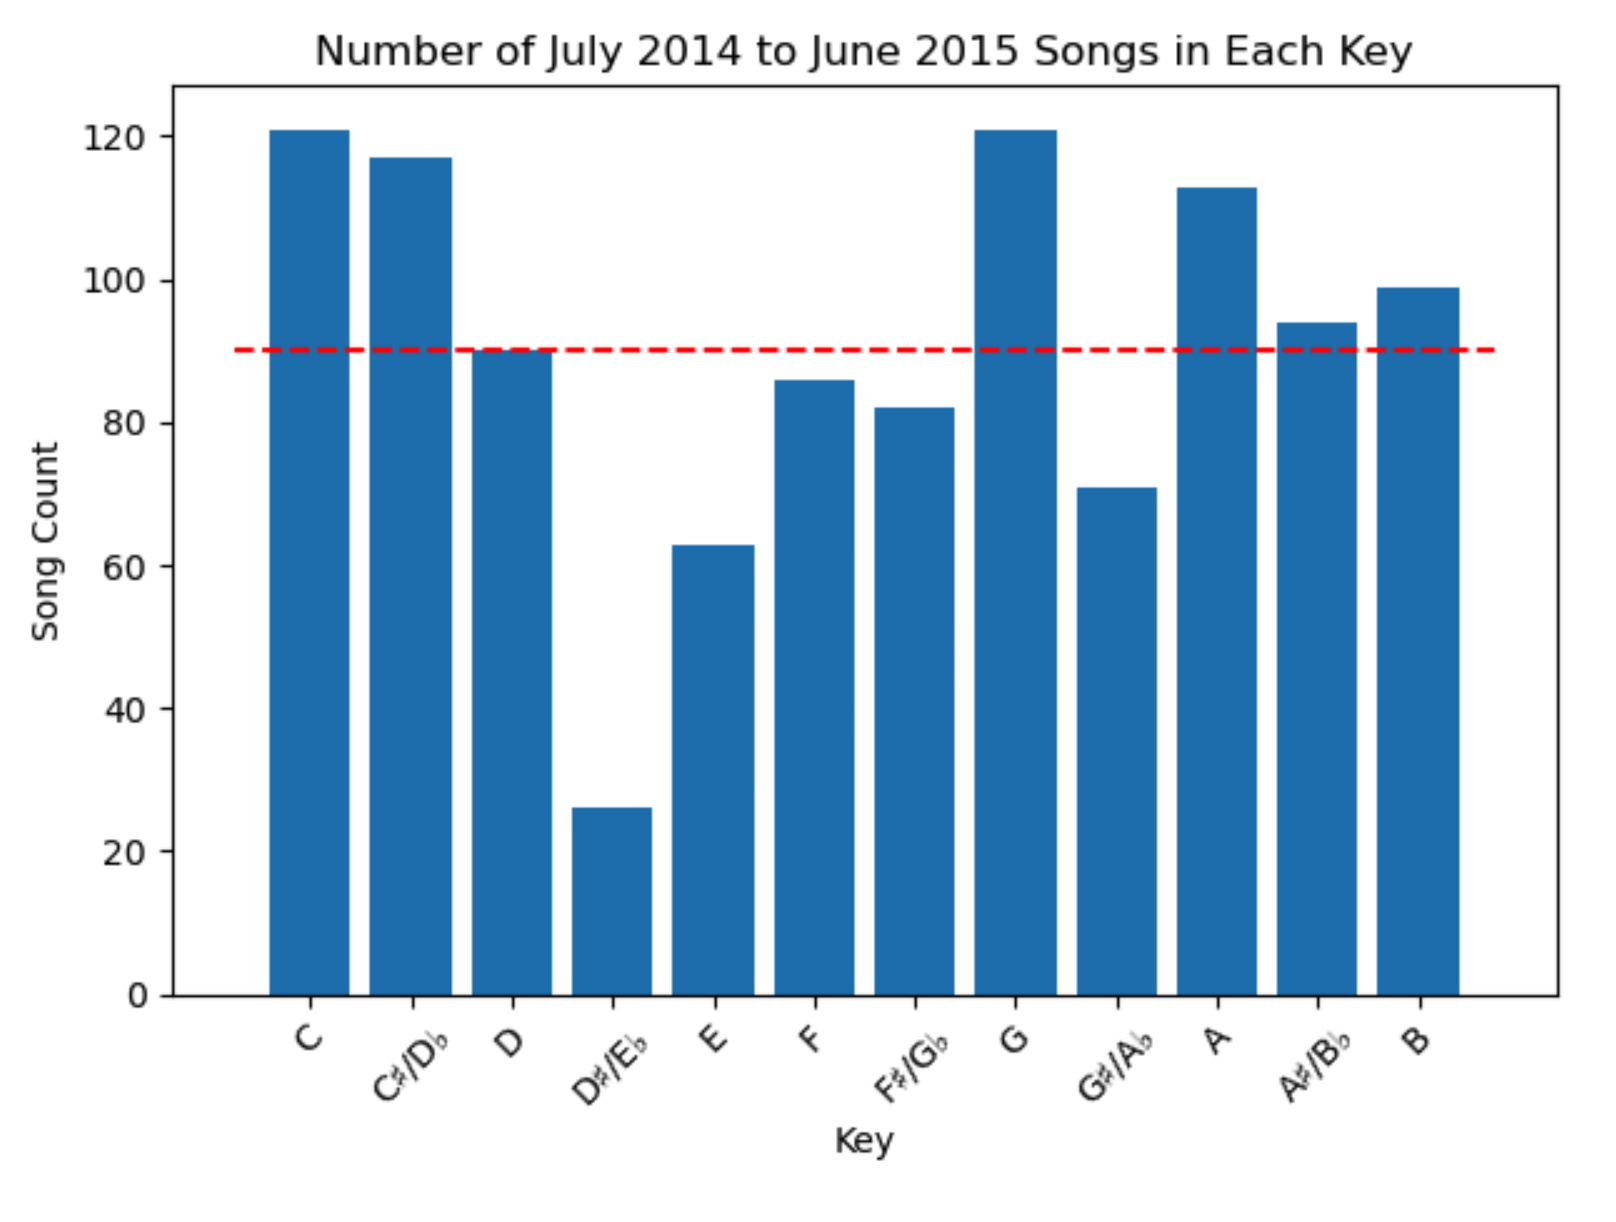 Number of July 2014 to June 2015 Songs in Each Key
120
100
80
60
40
20
0
Song Count
C
C♯/D♭
D
D♯/E♭
E
F
F♯/G♭
G
G♯/A♭
A
A♯/B♭
B
Key